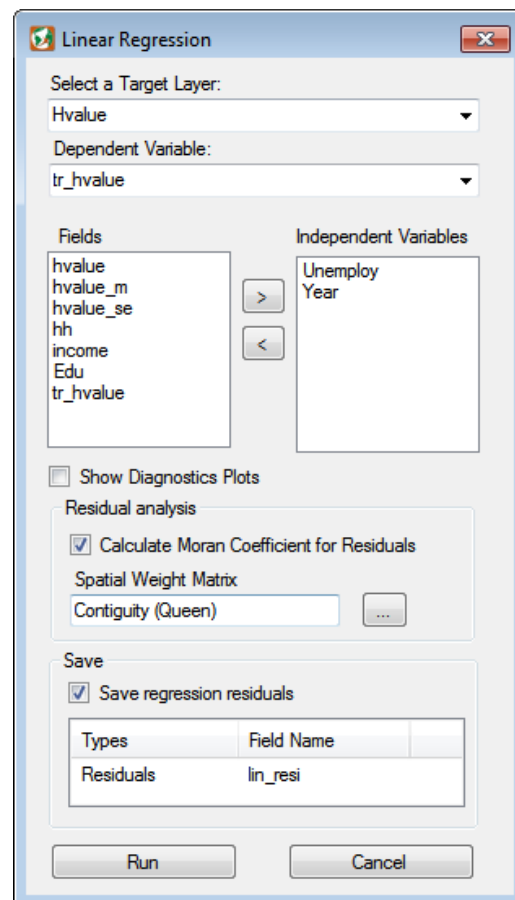 Linear Regression
Select a Target Layer:
Hvalue
Dependent Variable:
tr_hvalue
Fields
hvalue
hvalue_m
hvalue_se
hh
income
Edu
tr_hvalue
>
<
Independent Variables
Unemploy
Year
Show Diagnostics Plots
Residual analysis
Calculate Moran Coefficient for Residuals
Spatial Weight Matrix
Contiguity (Queen)
...
Save
Save regression residuals
Types Field Name
Residuals lin_resi
Run Cancel